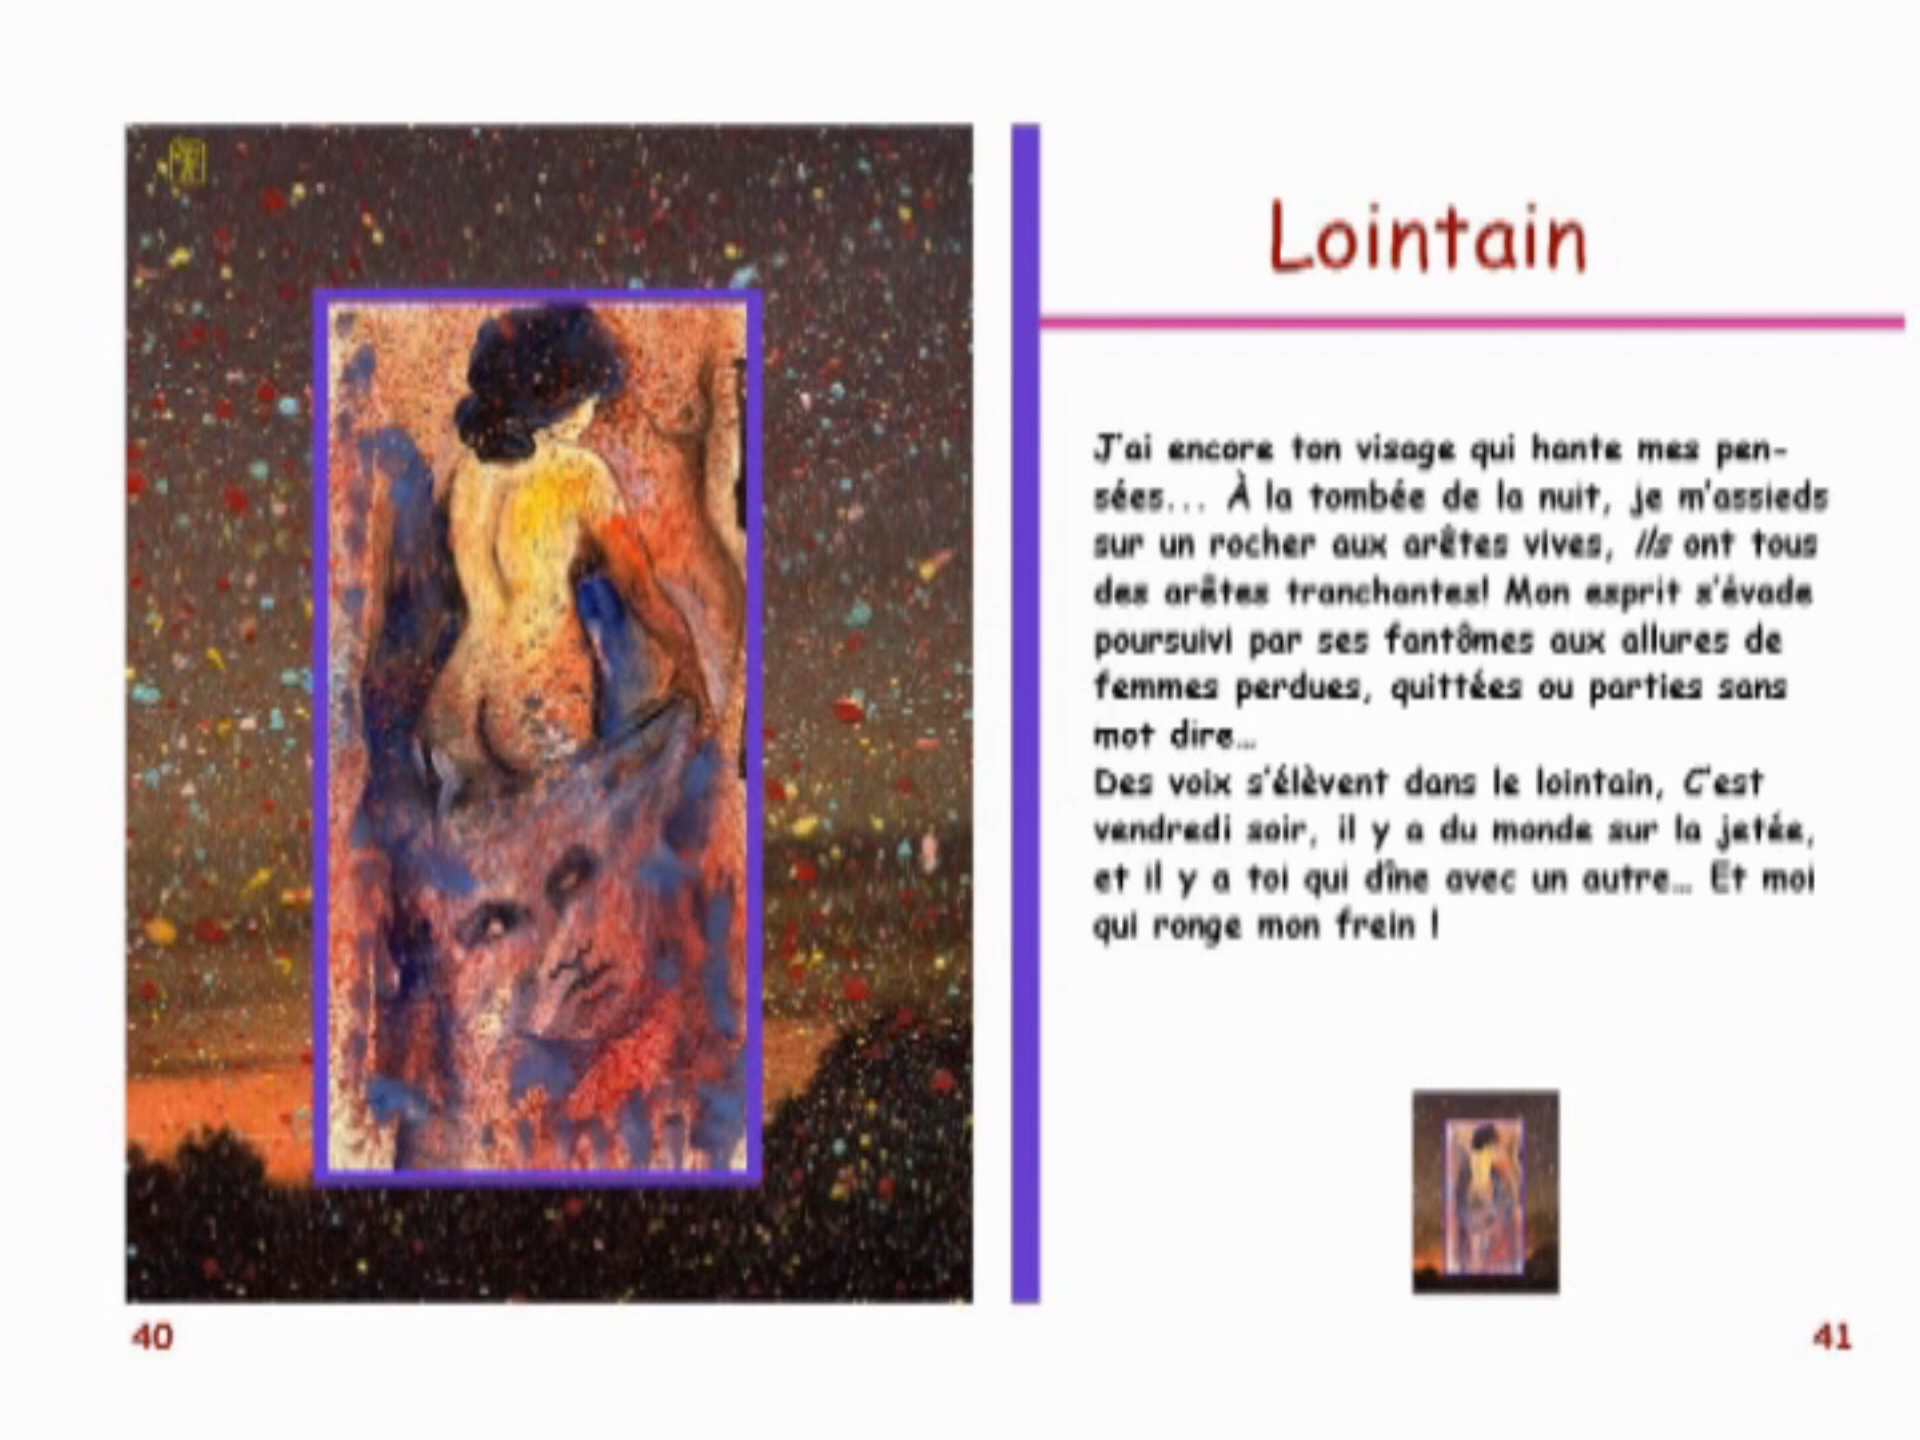 Lointain
J'ai encore ton visage qui hante mes pen-
sées... À la tombée de la nuit, je m'assieds
sur un rocher aux arêtes vives, ils ont tous
des arêtes tranchantes! Mon esprit s'évade
poursuivi par ses fantômes aux allures de
femmes perdues, quittées ou parties sans
mot dire...
Des voix s'élèvent dans le lointain, C'est
vendredi soir, il y a du monde sur la jetée,
et il y a toi qui dîne avec un autre... Et moi
qui ronge mon frein !
40
41